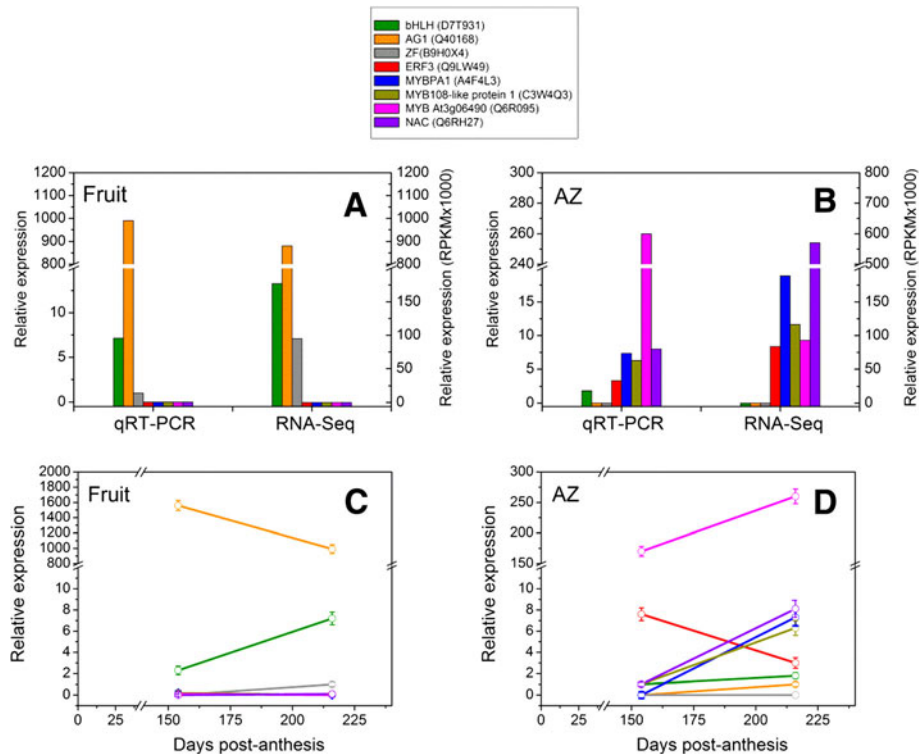 bHLH (D7T931)
AG1 (Q40168)
ZF(B9H0X4)
ERF3 (Q9LW49)
MYBPA1 (A4F4L3)
MYB108-like protein 1 (C3W4Q3)
MYB At3g06490 (Q6R095)
NAC (Q6RH27)
Fruit
A
Relative expression
1200
1100
1000
900
800
10
5
0
1200
1100
1000
900
800
150
100
50
0
Relative expression (RPKMx1000)
qRT-PCR
RNA-Seq
AZ
B
Relative expression
300
280
260
240
15
10
5
0
800
700
600
500
150
100
50
0
Relative expression (RPKMx1000)
qRT-PCR
RNA-Seq
Fruit
C
Relative expression
2000
1800
1600
1400
1200
1000
800
10
8
6
4
2
0
0
25
150
175
200
225
Days post-anthesis
AZ
D
Relative expression
300
250
200
150
10
8
6
4
2
0
0
25
150
175
200
225
Days post-anthesis